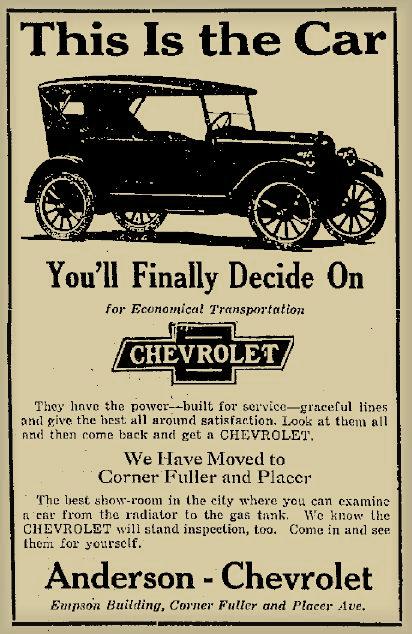 This Is the Car
You'll Finally Decide On
for Economical Transportation
CHEVROLET
They have the power—built for service—graceful lines
and give the best all around satisfaction. Look at them all
and then come back and get a CHEVROLET.
We Have Moved to
Corner Fuller and Placer
The best show-room in the city where you can examine
a car from the radiator to the gas tank. We know the
CHEVROLET will stand inspection, too. Come in and see
them for yourself.
Anderson - Chevrolet
Empson Building, Corner Fuller and Placer Ave.